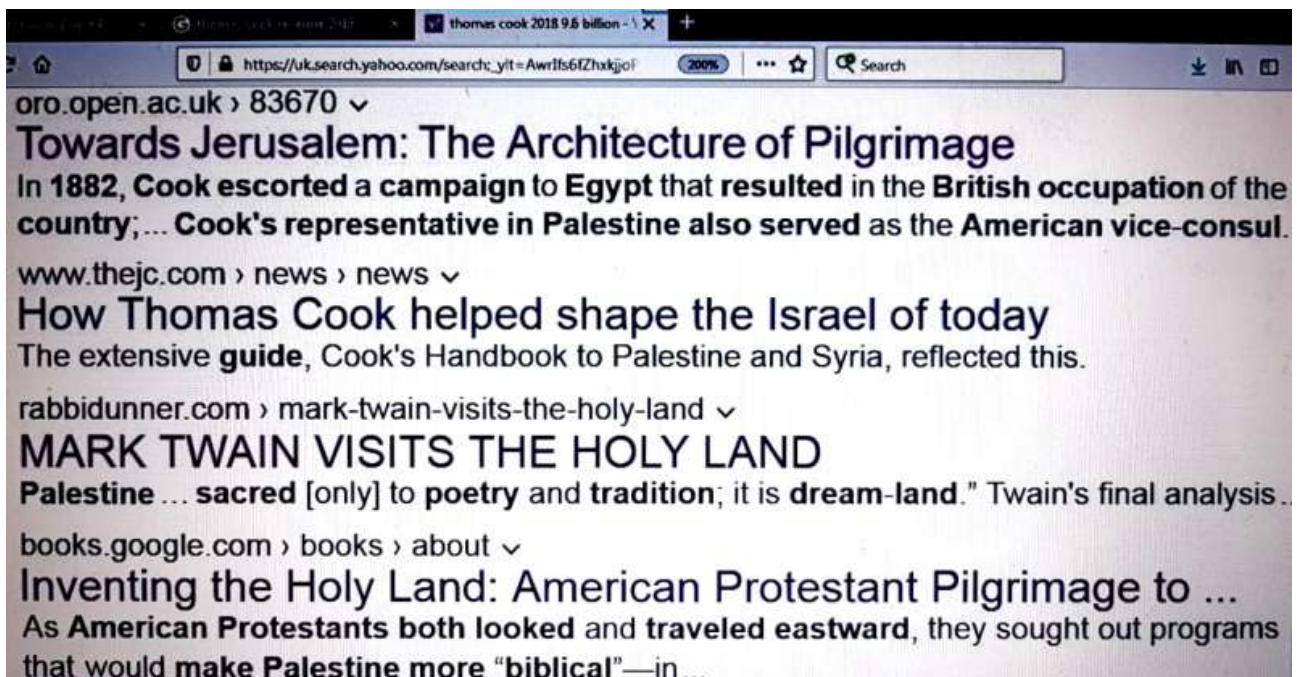 thomas cook 2018 9.6 billion - \
https://uk.search.yahoo.com/search;_ylt=AwrIfs6fZhxkjjoP 200% Search
oro.open.ac.uk › 83670
Towards Jerusalem: The Architecture of Pilgrimage
In 1882, Cook escorted a campaign to Egypt that resulted in the British occupation of the
country;... Cook's representative in Palestine also served as the American vice-consul.
www.thejc.com › news › news
How Thomas Cook helped shape the Israel of today
The extensive guide, Cook's Handbook to Palestine and Syria, reflected this.
rabbidunner.com › mark-twain-visits-the-holy-land
MARK TWAIN VISITS THE HOLY LAND
Palestine ... sacred [only] to poetry and tradition; it is dream-land." Twain's final analysis..
books.google.com › books › about
Inventing the Holy Land: American Protestant Pilgrimage to ...
As American Protestants both looked and traveled eastward, they sought out programs
that would make Palestine more "biblical"—in...